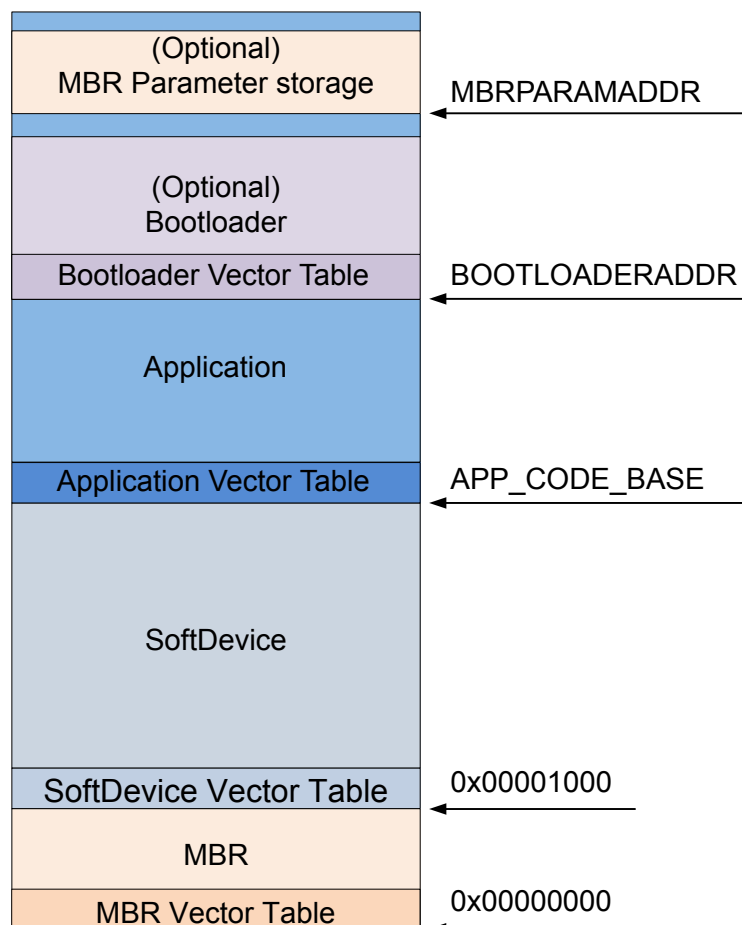 (Optional)
MBR Parameter storage
MBRPARAMADDR
(Optional)
Bootloader
Bootloader Vector Table
BOOTLOADERADDR
Application
Application Vector Table
APP_CODE_BASE
SoftDevice
SoftDevice Vector Table
0x00001000
MBR
MBR Vector Table
0x00000000